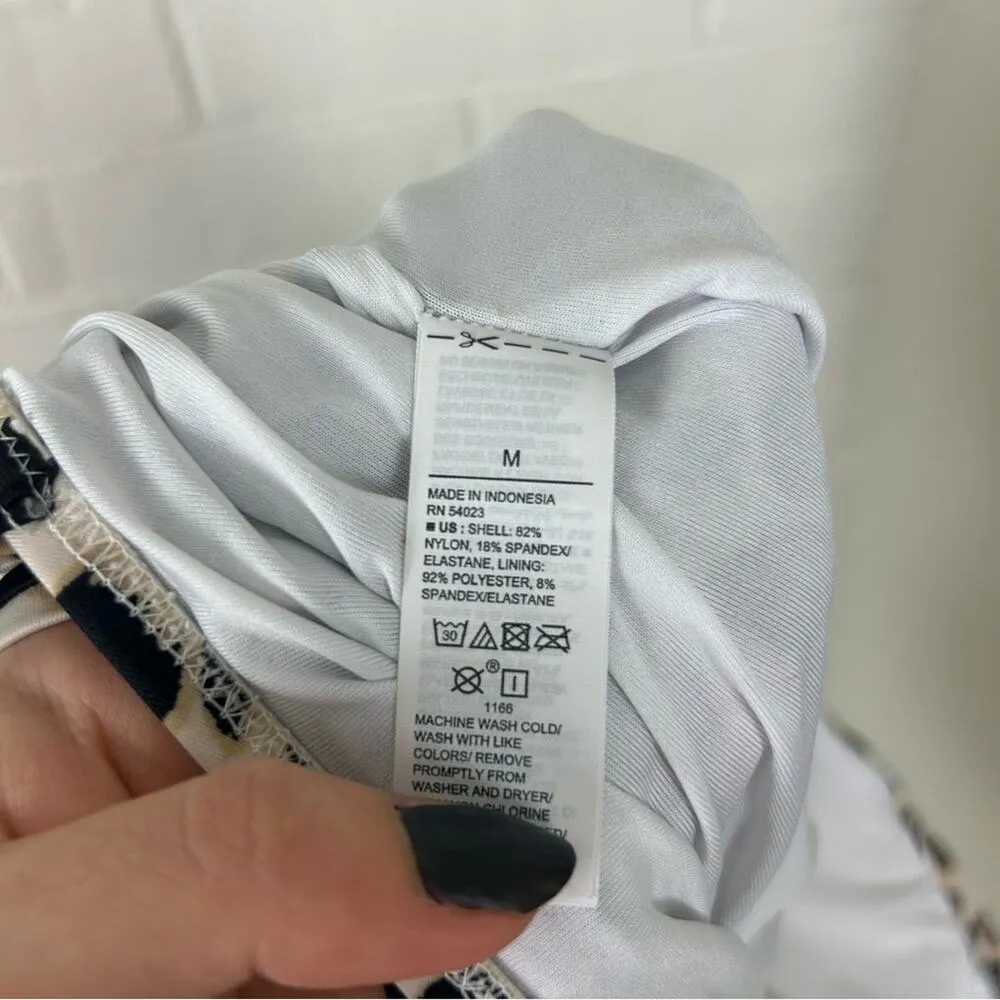 M
MADE IN INDONESIA
RN 54023
■ US : SHELL: 82%
NYLON, 18% SPANDEX/
ELASTANE, LINING:
92% POLYESTER, 8%
SPANDEX/ELASTANE
30
®
1166
MACHINE WASH COLD/
WASH WITH LIKE
COLORS/ REMOVE
PROMPTLY FROM
WASHER AND DRYER/
CHLORINE